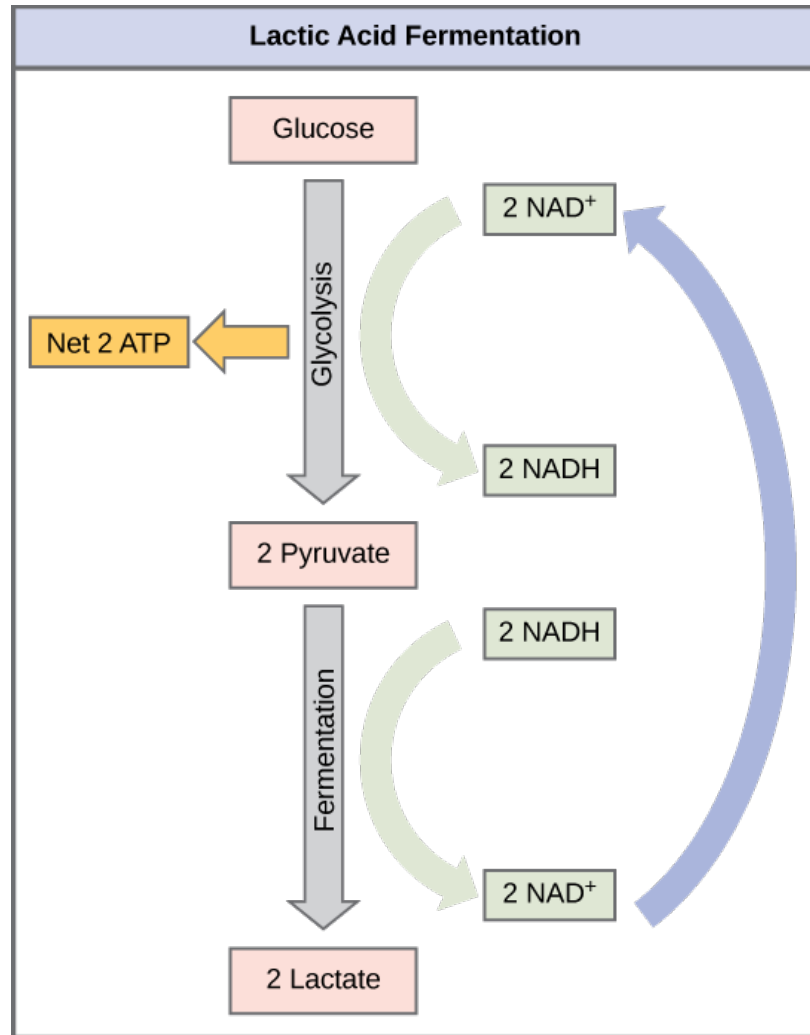 Lactic Acid Fermentation
Glucose
2 NAD⁺
Glycolysis
Net 2 ATP
2 NADH
2 Pyruvate
2 NADH
Fermentation
2 NAD⁺
2 Lactate